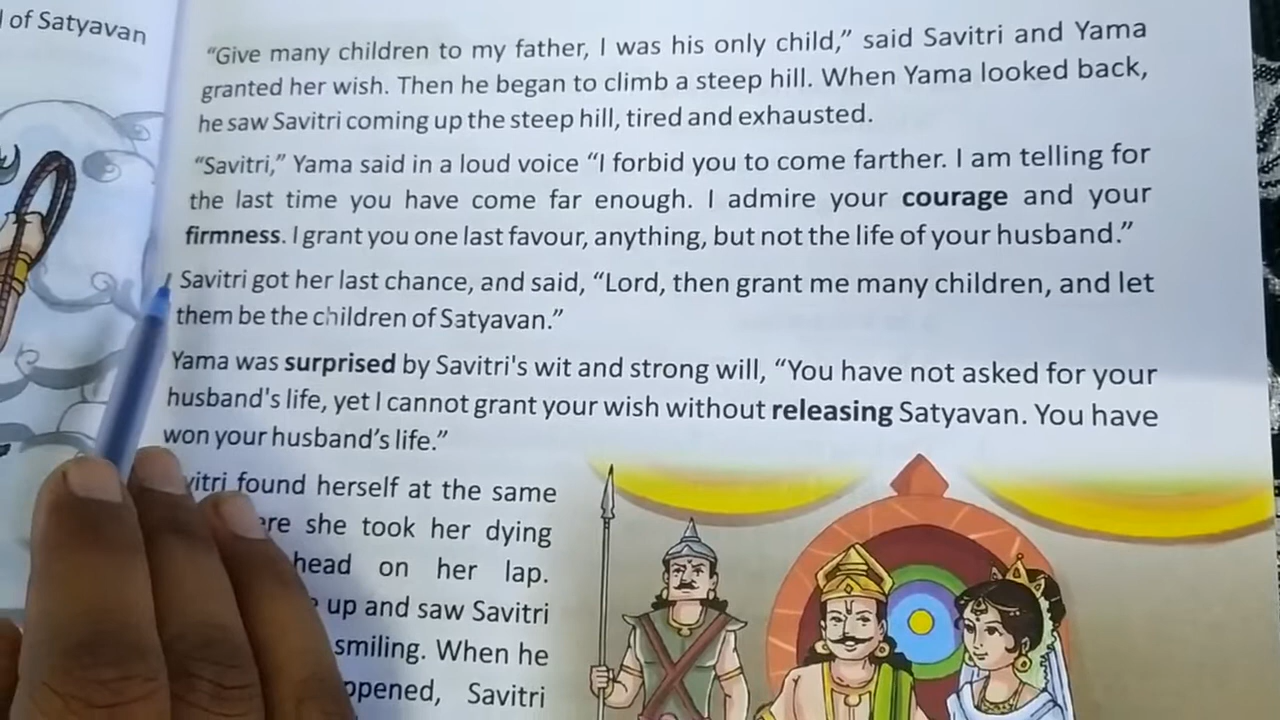 of Satyavan
“Give many children to my father, I was his only child,” said Savitri and Yama
granted her wish. Then he began to climb a steep hill. When Yama looked back,
he saw Savitri coming up the steep hill, tired and exhausted.
“Savitri,” Yama said in a loud voice “I forbid you to come farther. I am telling for
the last time you have come far enough. I admire your courage and your
firmness. I grant you one last favour, anything, but not the life of your husband.”
Savitri got her last chance, and said, “Lord, then grant me many children, and let
them be the children of Satyavan.”
Yama was surprised by Savitri's wit and strong will, “You have not asked for your
husband's life, yet I cannot grant your wish without releasing Satyavan. You have
won your husband’s life.”
found herself at the same
she took her dying
head on her lap.
up and saw Savitri
smiling. When he
Savitri